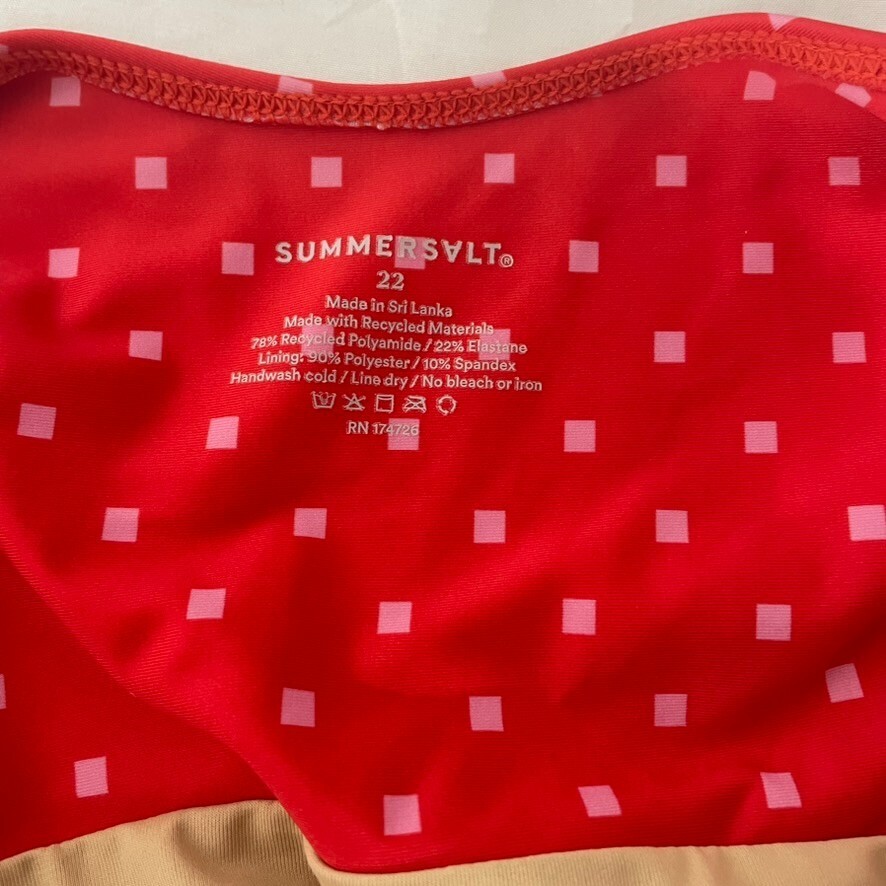 SUMMERSALT®
22
Made in Sri Lanka
Made with Recycled Materials
78% Recycled Polyamide / 22% Elastane
Lining: 90% Polyester / 10% Spandex
Handwash cold / Line dry / No bleach or iron
RN 174726